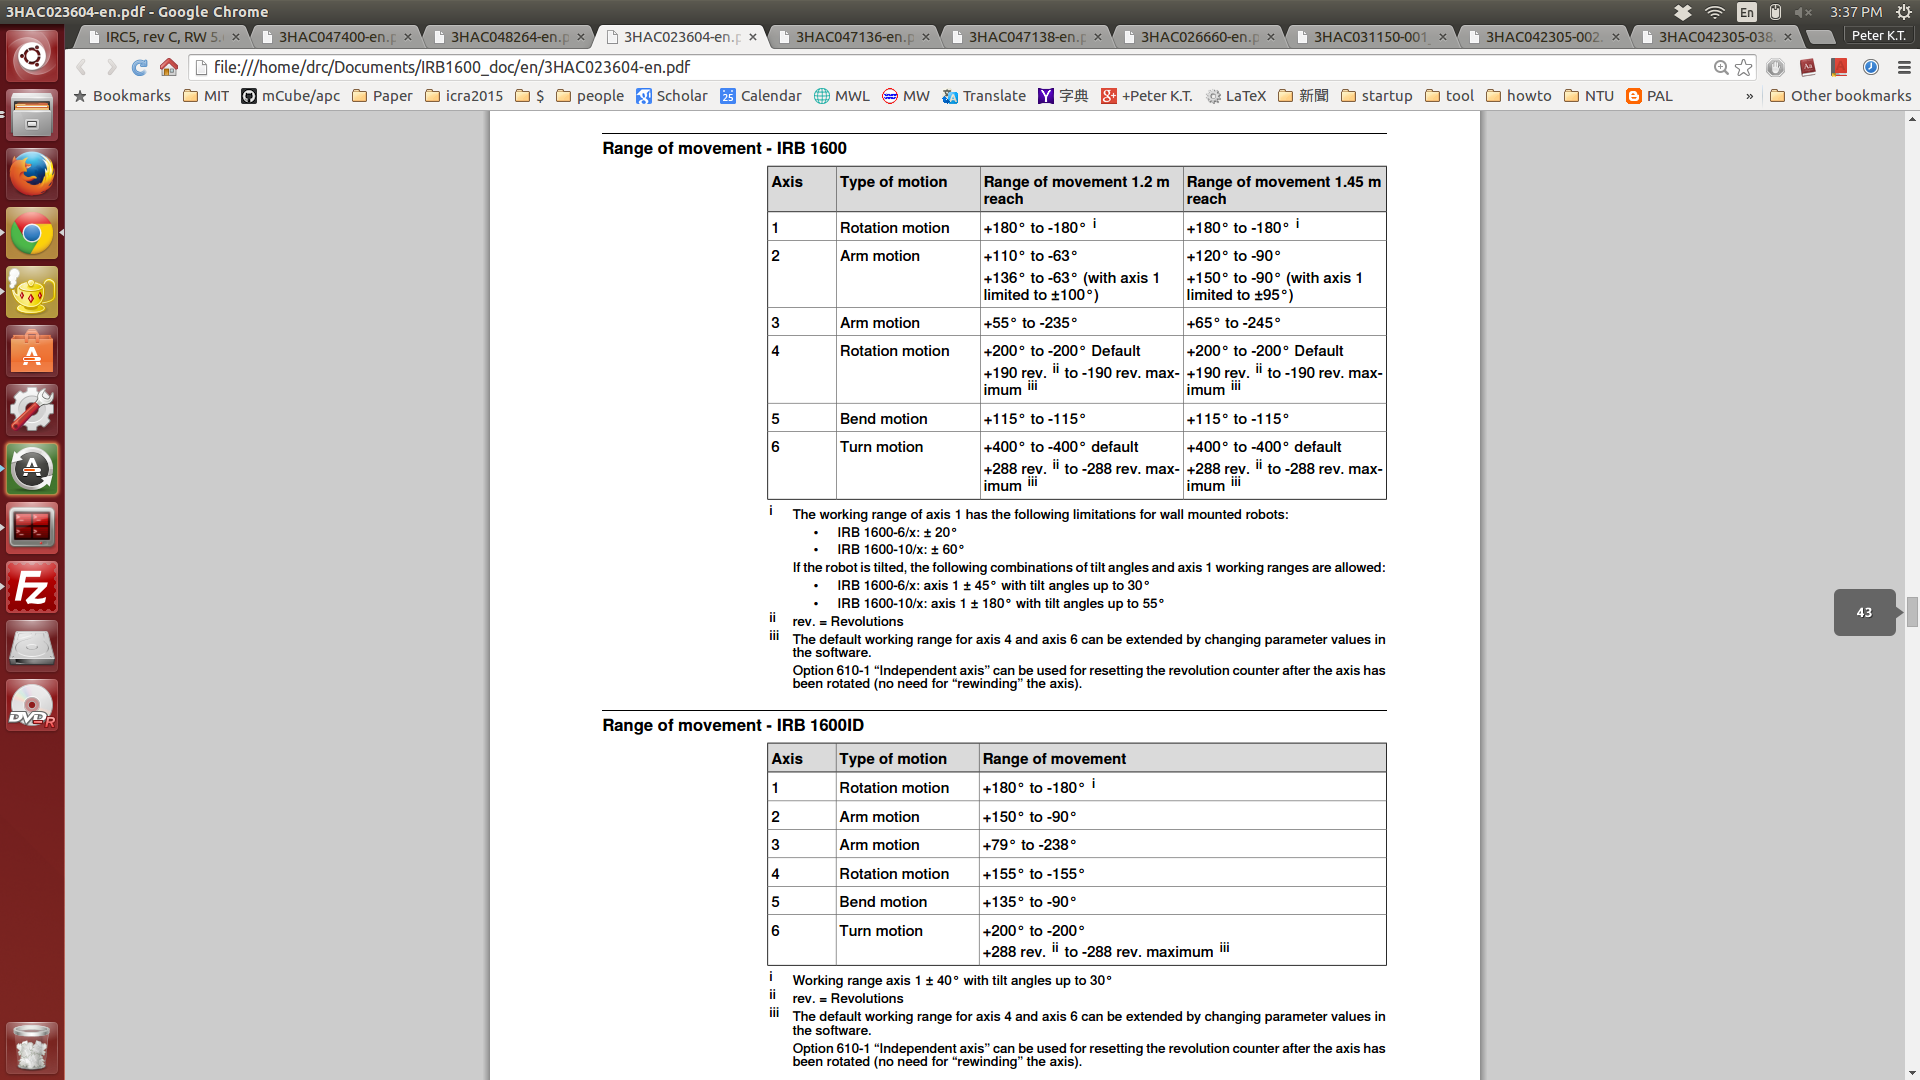 3HAC023604-en.pdf - Google Chrome
En
3:37 PM
IRC5, rev C, RW 5.
3HAC047400-en.p
3HAC048264-en.p
3HAC023604-en.p
3HAC047136-en.p
3HAC047138-en.p
3HAC026660-en.p
3HAC031150-001
3HAC042305-002
3HAC042305-038
Peter K.T.
file:///home/drc/Documents/IRB1600_doc/en/3HAC023604-en.pdf
Bookmarks
MIT
mCube/apc
Paper
icra2015
$
people
Scholar
25 Calendar
MWL
MW
Translate
字典
+Peter K.T.
LaTeX
新聞
startup
tool
howto
NTU
PAL
»
Other bookmarks
Range of movement - IRB 1600
Axis Type of motion Range of movement 1.2 m reach Range of movement 1.45 m reach
1 Rotation motion +180° to -180° i +180° to -180° i
2 Arm motion +110° to -63° +120° to -90°
+136° to -63° (with axis 1 limited to ±100°) +150° to -90° (with axis 1 limited to ±95°)
3 Arm motion +55° to -235° +65° to -245°
4 Rotation motion +200° to -200° Default +200° to -200° Default
+190 rev. ii to -190 rev. max- +190 rev. ii to -190 rev. max-
imum iii imum iii
5 Bend motion +115° to -115° +115° to -115°
6 Turn motion +400° to -400° default +400° to -400° default
+288 rev. ii to -288 rev. max- +288 rev. ii to -288 rev. max-
imum iii imum iii
i The working range of axis 1 has the following limitations for wall mounted robots:
• IRB 1600-6/x: ± 20°
• IRB 1600-10/x: ± 60°
If the robot is tilted, the following combinations of tilt angles and axis 1 working ranges are allowed:
• IRB 1600-6/x: axis 1 ± 45° with tilt angles up to 30°
• IRB 1600-10/x: axis 1 ± 180° with tilt angles up to 55°
ii rev. = Revolutions
iii The default working range for axis 4 and axis 6 can be extended by changing parameter values in
the software.
Option 610-1 “Independent axis” can be used for resetting the revolution counter after the axis has
been rotated (no need for “rewinding” the axis).
43
Range of movement - IRB 1600ID
Axis Type of motion Range of movement
1 Rotation motion +180° to -180° i
2 Arm motion +150° to -90°
3 Arm motion +79° to -238°
4 Rotation motion +155° to -155°
5 Bend motion +135° to -90°
6 Turn motion +200° to -200°
+288 rev. ii to -288 rev. maximum iii
i Working range axis 1 ± 40° with tilt angles up to 30°
ii rev. = Revolutions
iii The default working range for axis 4 and axis 6 can be extended by changing parameter values in
the software.
Option 610-1 “Independent axis” can be used for resetting the revolution counter after the axis has
been rotated (no need for “rewinding” the axis).
Fz
DVD-R